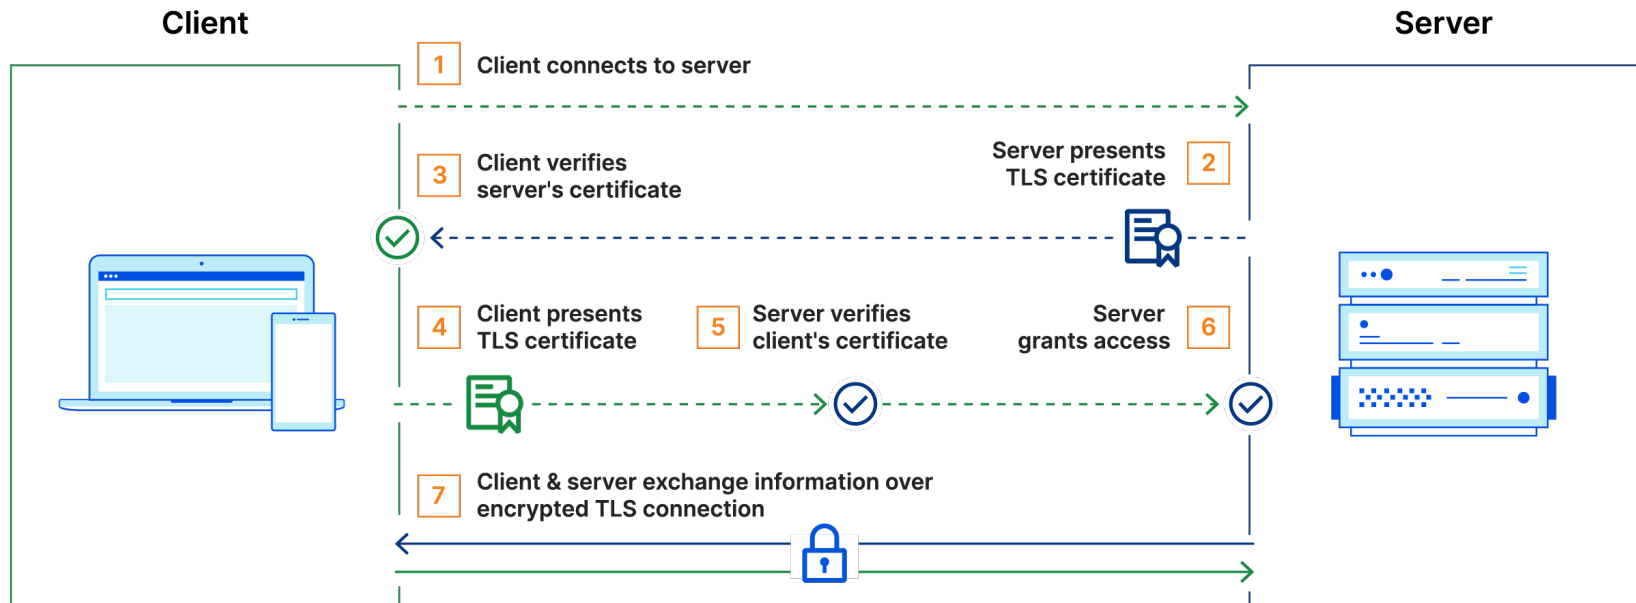 Client
Server
1
Client connects to server
Server presents
TLS certificate
2
3
Client verifies
server's certificate
4
Client presents
TLS certificate
5
Server verifies
client's certificate
Server
grants access
6
7
Client & server exchange information over
encrypted TLS connection